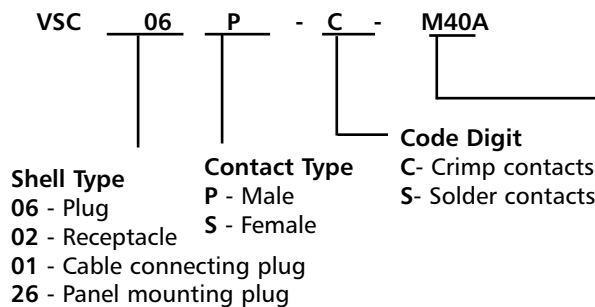 VSC 06 P - C - M40A
Code Digit
C- Crimp contacts
S- Solder contacts
Contact Type
P - Male
S - Female
Shell Type
06 - Plug
02 - Receptacle
01 - Cable connecting plug
26 - Panel mounting plug